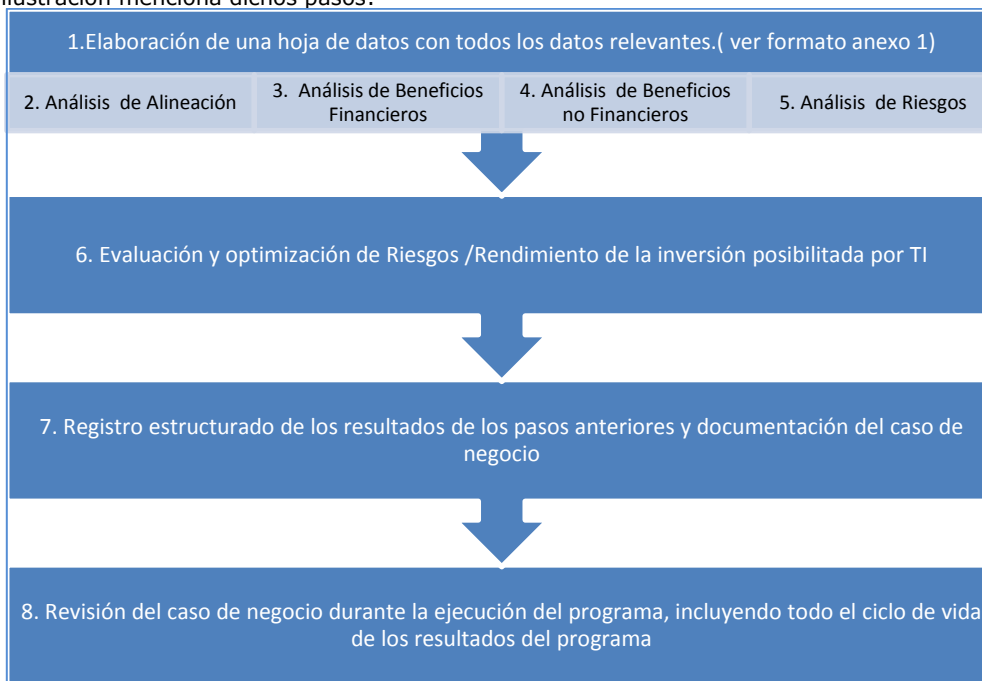 ilustración menciona dichos pasos:
1.Elaboración de una hoja de datos con todos los datos relevantes.( ver formato anexo 1)
2. Análisis de Alineación
3. Análisis de Beneficios
Financieros
4. Análisis de Beneficios
no Financieros
5. Análisis de Riesgos
6. Evaluación y optimización de Riesgos /Rendimiento de la inversión posibilitada por TI
7. Registro estructurado de los resultados de los pasos anteriores y documentación del caso de
negocio
8. Revisión del caso de negocio durante la ejecución del programa, incluyendo todo el ciclo de vida
de los resultados del programa